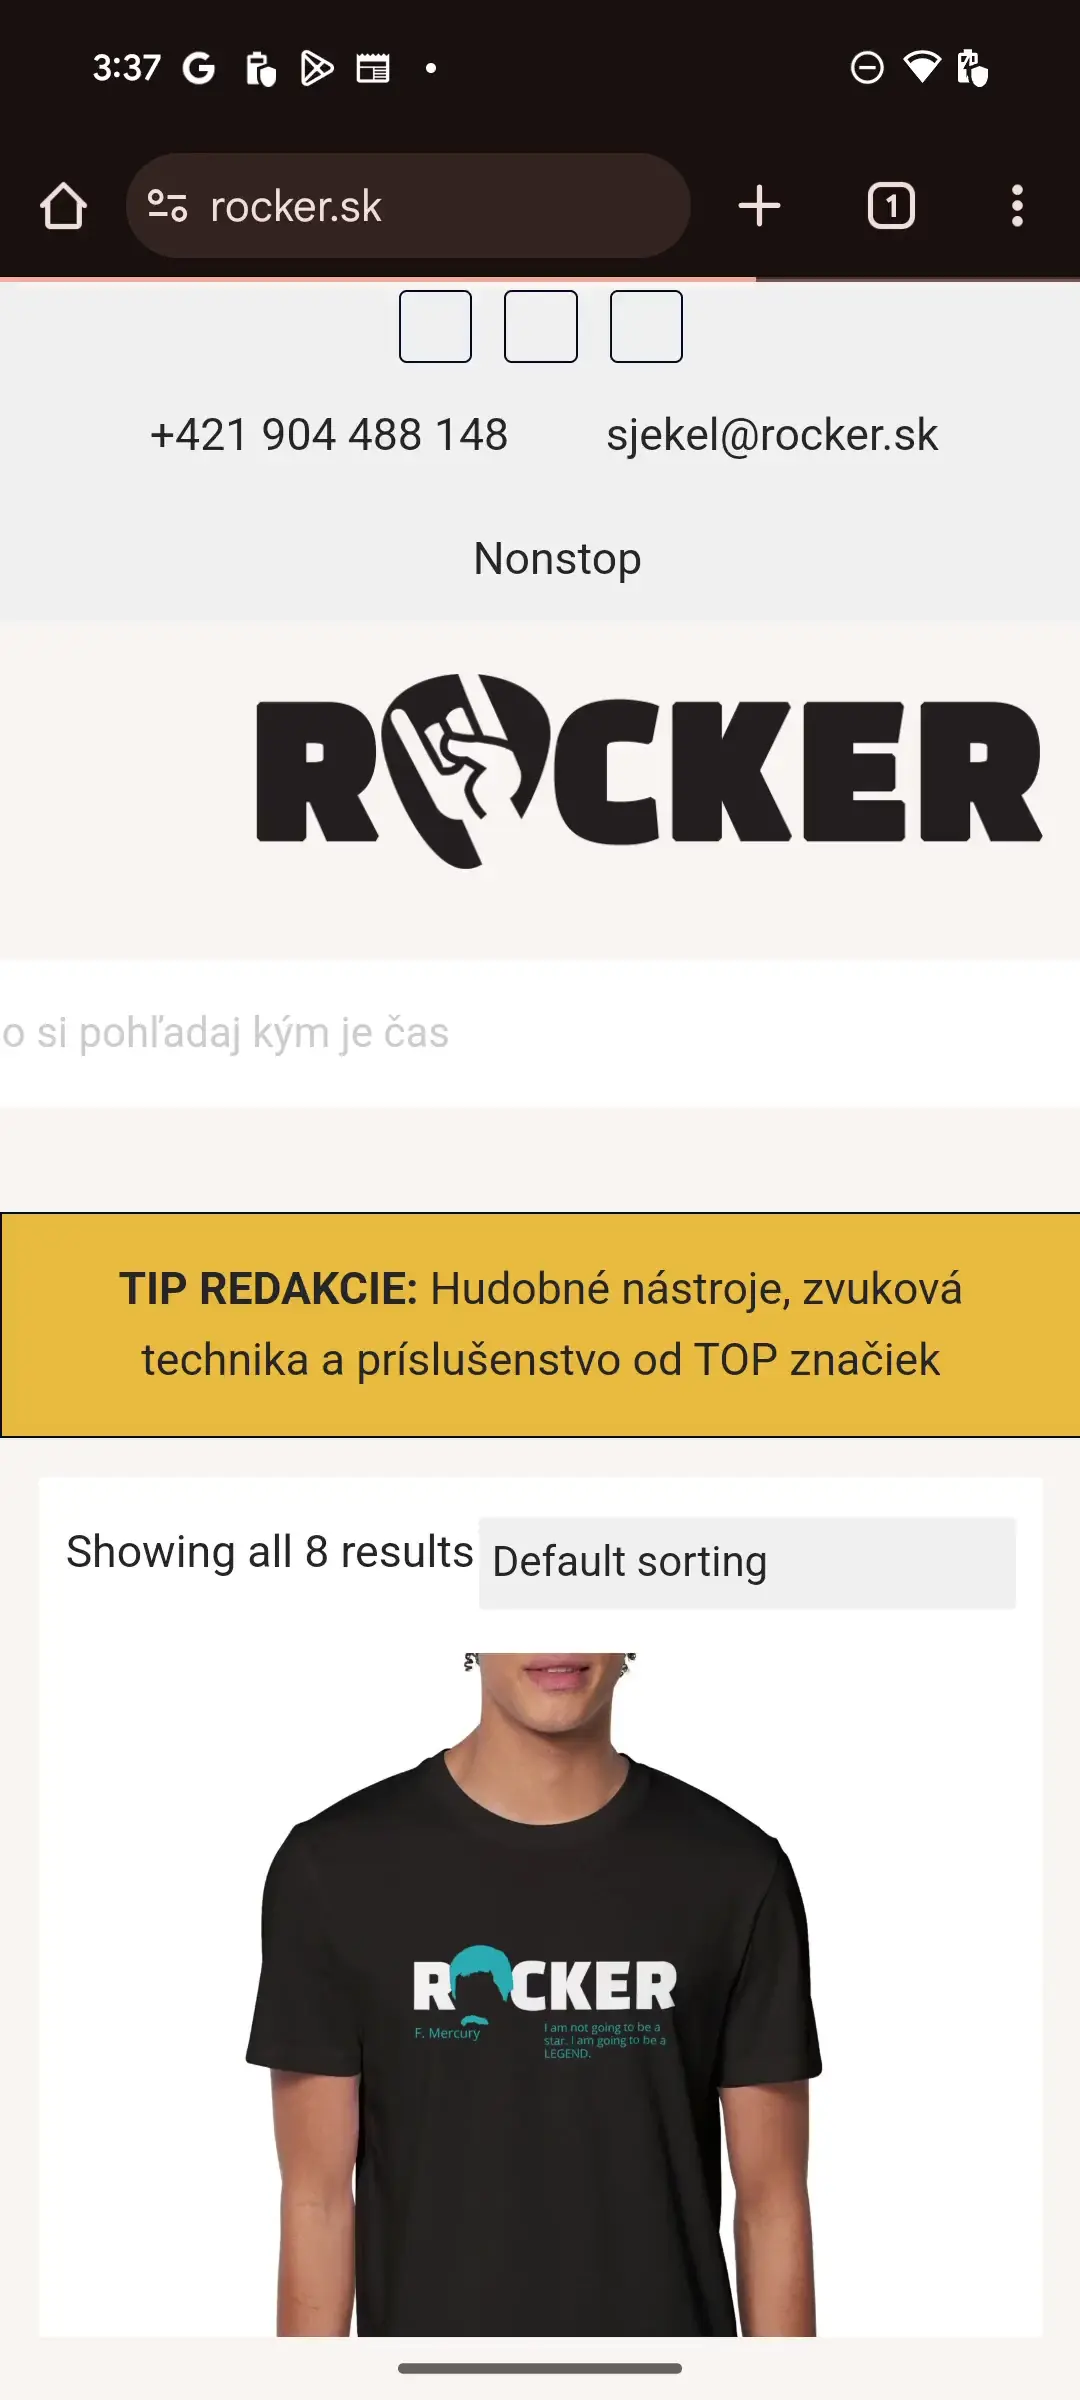 3:37
rocker.sk
1
+421 904 488 148
sjekel@rocker.sk
Nonstop
ROCKER
o si pohľadaj kým je čas
TIP REDAKCIE: Hudobné nástroje, zvuková
technika a príslušenstvo od TOP značiek
Showing all 8 results
Default sorting
ROCKER
F. Mercury
I am not going to be a
star. I am going to be a
LEGEND.